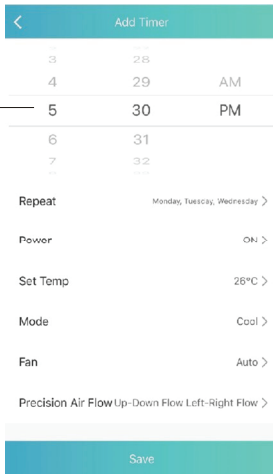 Add Timer
3 28
4 29 AM
5 30 PM
6 31
7 32
Repeat Monday, Tuesday, Wednesday >
Power ON >
Set Temp 26°C >
Mode Cool >
Fan Auto >
Precision Air Flow Up-Down Flow Left-Right Flow >
Save